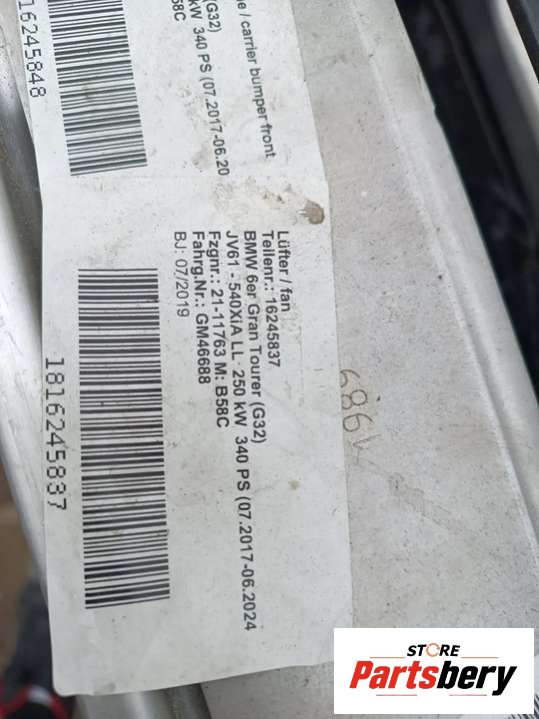 16245848
ne / carrier bumper front
(G32)
kW 340 PS (07.2017-06.20
58C
Lüfter / fan
Teilenr.: 16245837
BMW 6er Gran Tourer (G32)
JV61 - 540XiA LL - 250 kW 340 PS (07.2017-06.2024
Fzgnr.: 21-11763 M: B58C
Fahrg.Nr.: GM46688
BJ: 07/2019
1816245837
686W
STORE
Partsbery